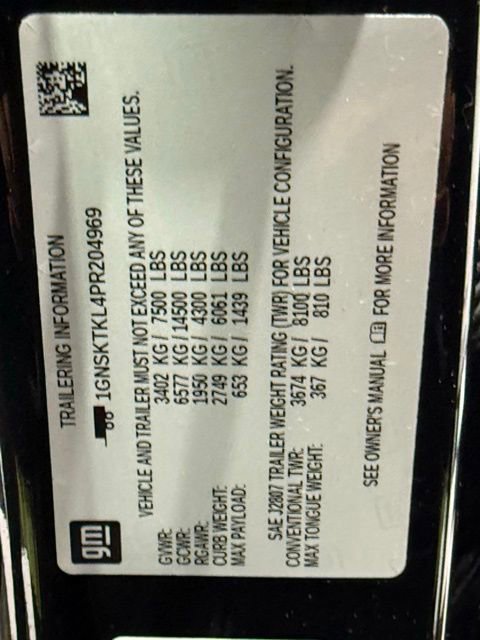 gm
TRAILERING INFORMATION
1GNSKTKL4PR204969
VEHICLE AND TRAILER MUST NOT EXCEED ANY OF THESE VALUES.
GVWR: 3402 KG / 7500 LBS
GCWR: 6577 KG / 14500 LBS
RGAWR: 1950 KG / 4300 LBS
CURB WEIGHT: 2749 KG / 6061 LBS
MAX PAYLOAD: 653 KG / 1439 LBS
SAE J2807 TRAILER WEIGHT RATING (TWR) FOR VEHICLE CONFIGURATION.
CONVENTIONAL TWR: 3674 KG / 8100 LBS
MAX TONGUE WEIGHT: 367 KG / 810 LBS
SEE OWNER'S MANUAL FOR MORE INFORMATION